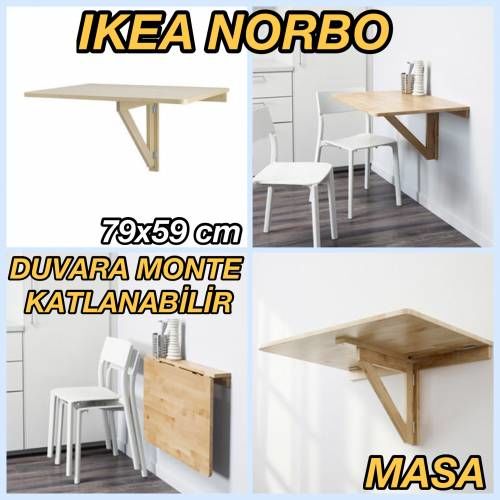 IKEA NORBO
79x59 cm
DUVARA MONTE
KATLANABİLİR
MASA